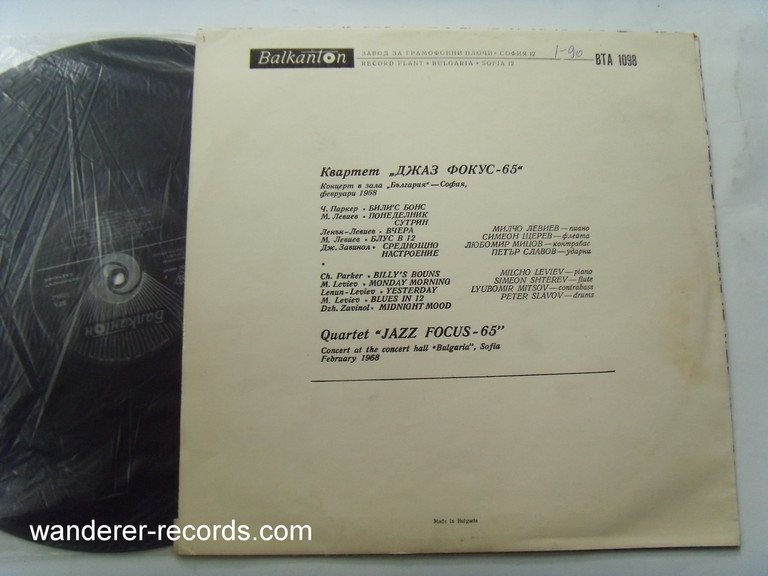 Balkanton
ЗАВОД ЗА ГРАМОФОННИ ПЛОЧИ • СОФИЯ 12
RECORD PLANT • BULGARIA • SOFIA 12
1-90
BTA 1098
Квартет „ДЖАЗ ФОКУС-65“
Концерт в зала „България“ — София,
февруари 1968
Ч. Паркер • БИЛИ'С БОНС
М. Левиев • ПОНЕДЕЛНИК
СУТРИН
Ленън-Левиев • ВЧЕРА
М. Левиев • БЛУС В 12
Дж. Завинол • СРЕДНОЩНО
НАСТРОЕНИЕ
МИЛЧО ЛЕВИЕВ — пиано
СИМЕОН ЩЕРЕВ — флейта
ЛЮБОМИР МИЦОВ — контрабас
ПЕТЪР СЛАВОВ — ударни
•
Ch. Parker • BILLY'S BOUNS
M. Leviev • MONDAY MORNING
Lenun-Leviev • YESTERDAY
M. Leviev • BLUES IN 12
Dzh. Zavinol • MIDNIGHT MOOD
MILCHO LEVIEV — piano
SIMEON SHTEREV — flute
LYUBOMIR MITSOV — contrabass
PETER SLAVOV — drums
Quartet "JAZZ FOCUS-65"
Concert at the concert hall "Bulgaria", Sofia
February 1968
Made in Bulgaria
Balkanton
wanderer-records.com